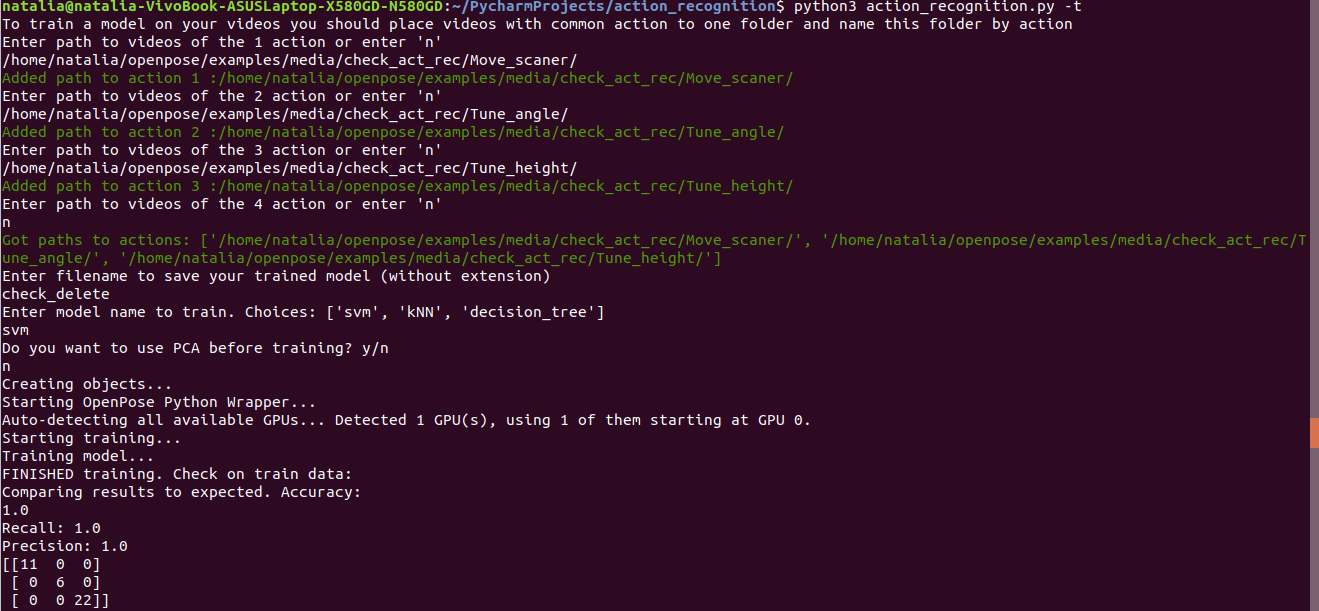 natalia@natalia-VivoBook-ASUSLaptop-X580GD-N580GD:~/PycharmProjects/action_recognition$ python3 action_recognition.py -t
To train a model on your videos you should place videos with common action to one folder and name this folder by action
Enter path to videos of the 1 action or enter 'n'
/home/natalia/openpose/examples/media/check_act_rec/Move_scaner/
Added path to action 1 :/home/natalia/openpose/examples/media/check_act_rec/Move_scaner/
Enter path to videos of the 2 action or enter 'n'
/home/natalia/openpose/examples/media/check_act_rec/Tune_angle/
Added path to action 2 :/home/natalia/openpose/examples/media/check_act_rec/Tune_angle/
Enter path to videos of the 3 action or enter 'n'
/home/natalia/openpose/examples/media/check_act_rec/Tune_height/
Added path to action 3 :/home/natalia/openpose/examples/media/check_act_rec/Tune_height/
Enter path to videos of the 4 action or enter 'n'
n
Got paths to actions: ['/home/natalia/openpose/examples/media/check_act_rec/Move_scaner/', '/home/natalia/openpose/examples/media/check_act_rec/T
une_angle/', '/home/natalia/openpose/examples/media/check_act_rec/Tune_height/']
Enter filename to save your trained model (without extension)
check_delete
Enter model name to train. Choices: ['svm', 'kNN', 'decision_tree']
svm
Do you want to use PCA before training? y/n
n
Creating objects...
Starting OpenPose Python Wrapper...
Auto-detecting all available GPUs... Detected 1 GPU(s), using 1 of them starting at GPU 0.
Starting training...
Training model...
FINISHED training. Check on train data:
Comparing results to expected. Accuracy:
1.0
Recall: 1.0
Precision: 1.0
[[11  0  0]
 [ 0  6  0]
 [ 0  0 22]]